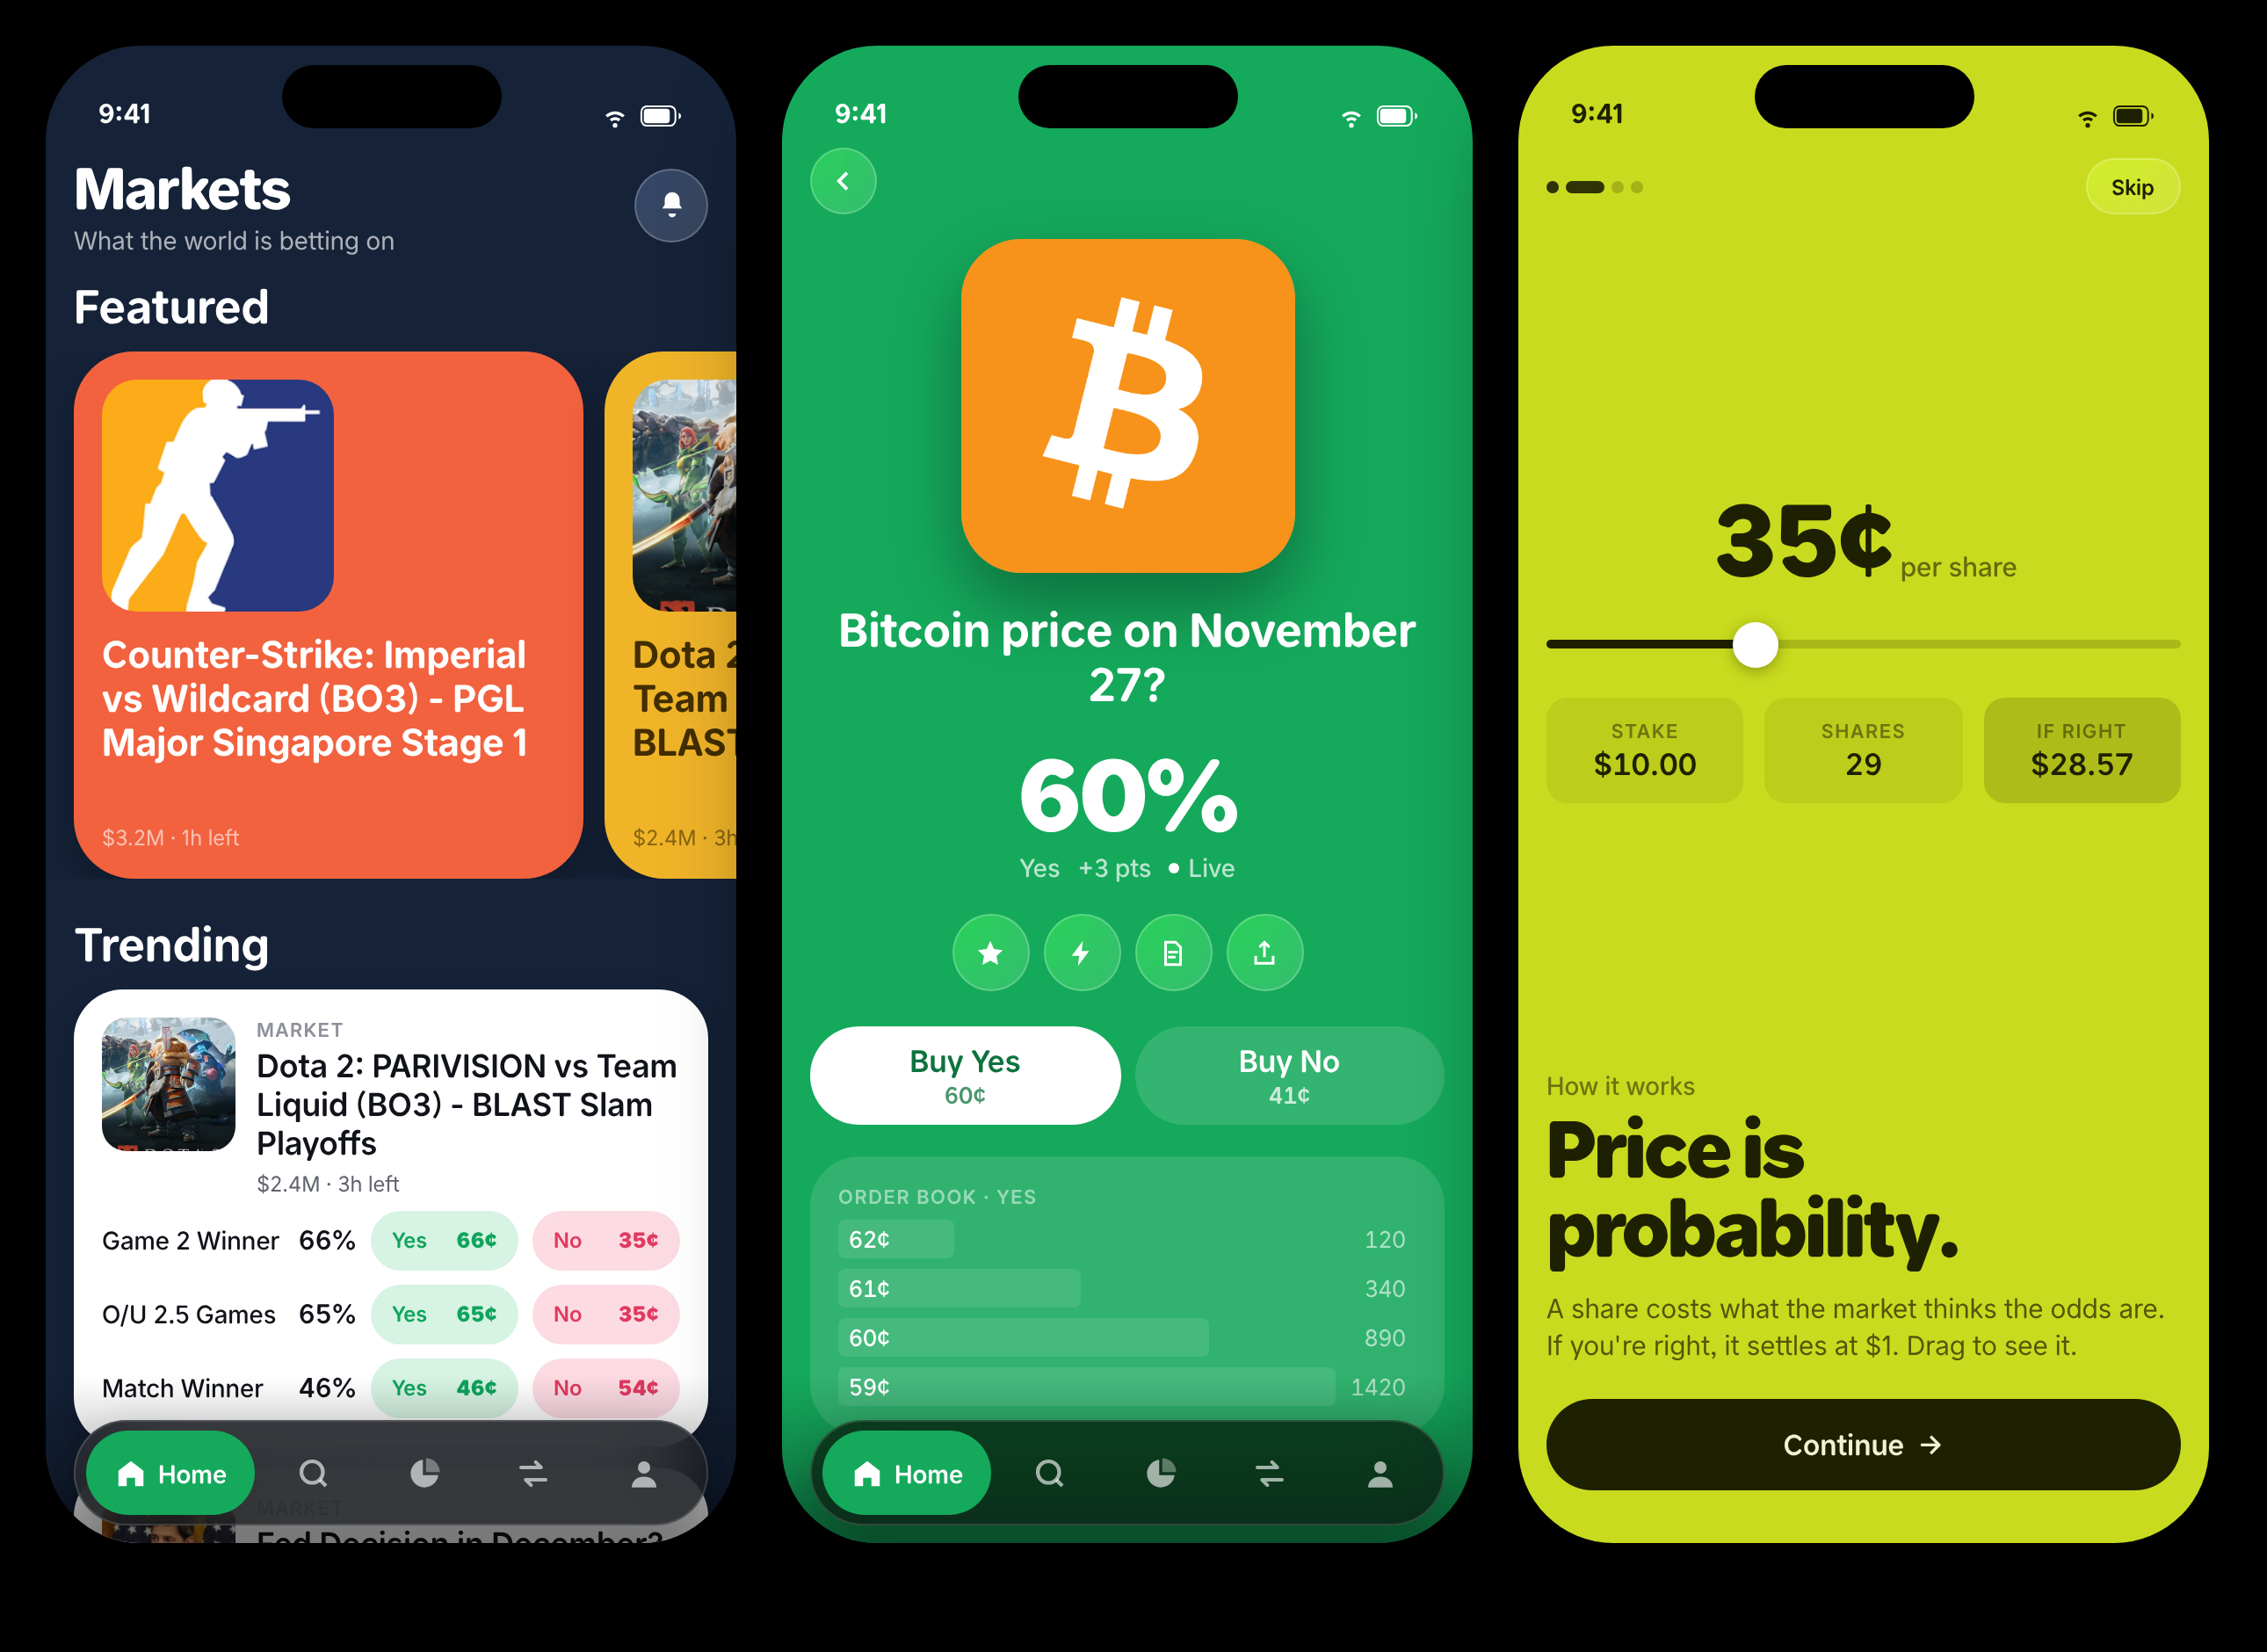 9:41
Markets
What the world is betting on
Featured
Counter-Strike: Imperial
vs Wildcard (BO3) - PGL
Major Singapore Stage 1
$3.2M · 1h left
Dota 2
Team
BLAST
$2.4M · 3h
Trending
MARKET
Dota 2: PARIVISION vs Team
Liquid (BO3) - BLAST Slam
Playoffs
$2.4M · 3h left
Game 2 Winner 66% Yes 66¢ No 35¢
O/U 2.5 Games 65% Yes 65¢ No 35¢
Match Winner 46% Yes 46¢ No 54¢
Home
MARKET
Fed Decision in December?
9:41
Bitcoin price on November
27?
60%
Yes +3 pts • Live
Buy Yes
60¢
Buy No
41¢
ORDER BOOK · YES
62¢ 120
61¢ 340
60¢ 890
59¢ 1420
Home
9:41
Skip
35¢ per share
STAKE
$10.00
SHARES
29
IF RIGHT
$28.57
How it works
Price is
probability.
A share costs what the market thinks the odds are.
If you're right, it settles at $1. Drag to see it.
Continue →